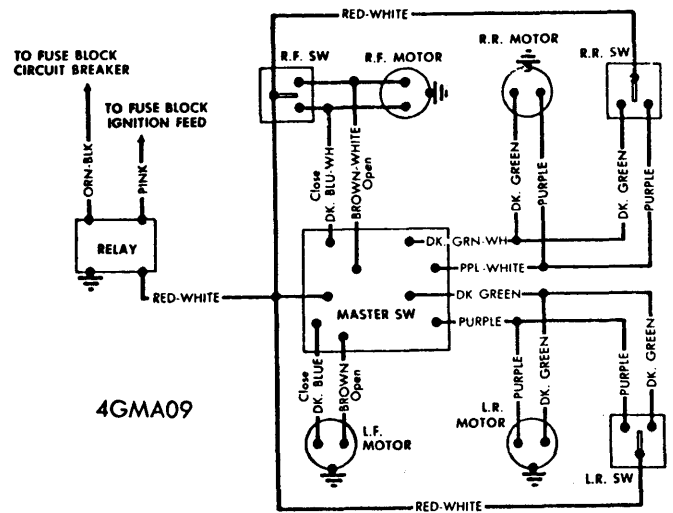 RED-WHITE
TO FUSE BLOCK
CIRCUIT BREAKER
R.F. SW
R.F. MOTOR
R.R. MOTOR
R.R. SW
TO FUSE BLOCK
IGNITION FEED
ORN-BLK
PINK
Close
DK. BLU-WH
BROWN-WHITE
Open
DK. GREEN
PURPLE
DK. GREEN
PURPLE
RELAY
DK. GRN-WH
PPL-WHITE
RED-WHITE
MASTER SW
DK GREEN
PURPLE
Close
DK. BLUE
BROWN
Open
PURPLE
DK. GREEN
PURPLE
DK. GREEN
4GMA09
L.F.
MOTOR
L.R.
MOTOR
L.R. SW
RED-WHITE